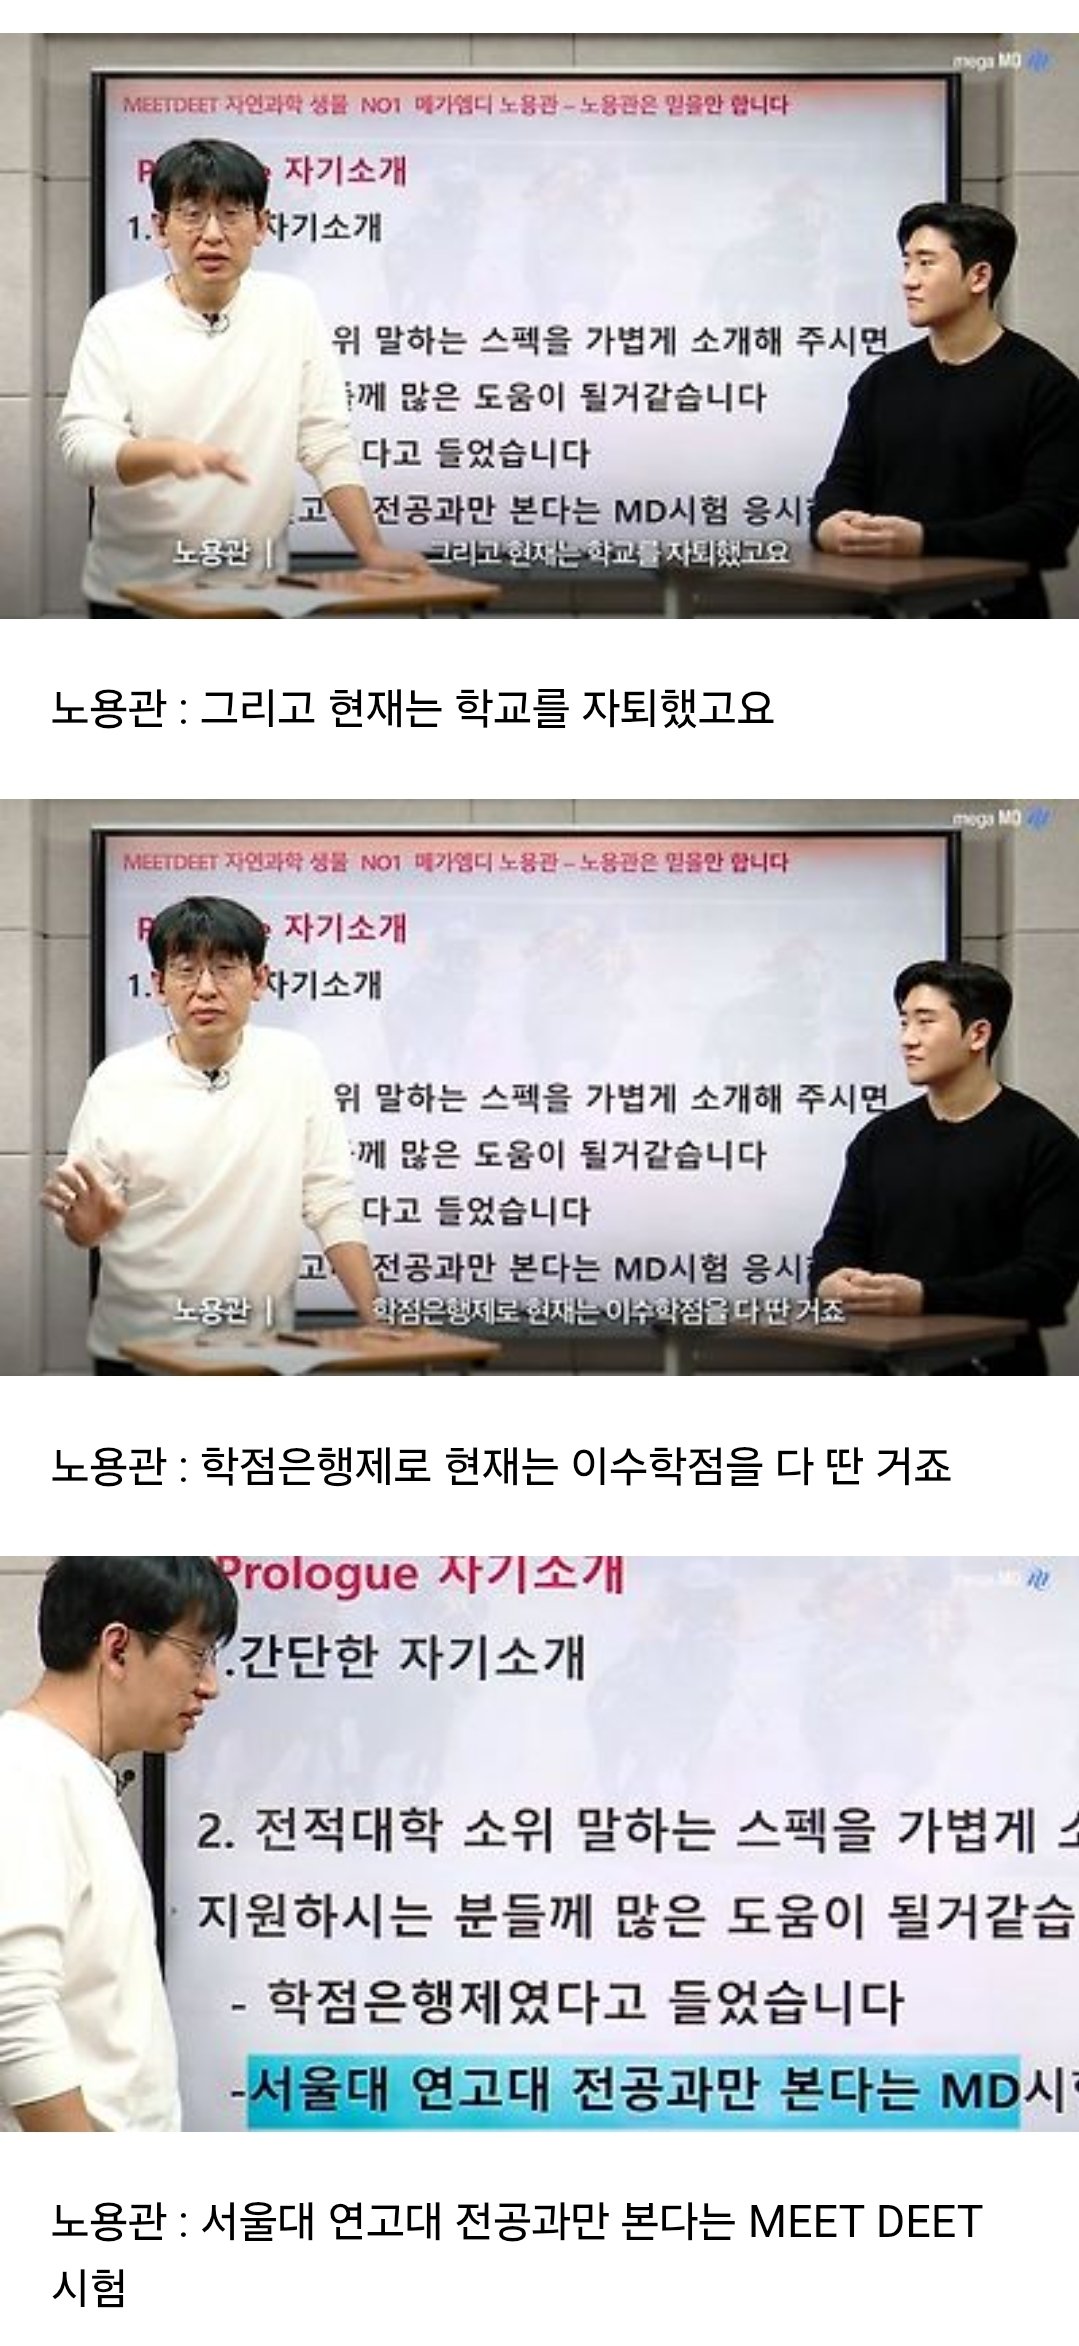 mega MD
MEETDEET 자연과학 생물 NO1 메가엠디 노용관 – 노용관은 믿을만 합니다
자기소개
1. 자기소개
위 말하는 스펙을 가볍게 소개해 주시면
께 많은 도움이 될거같습니다
다고 들었습니다
고 전공과만 본다는 MD시험 응시
노용관 | 그리고 현재는 학교를 자퇴했고요
노용관 : 그리고 현재는 학교를 자퇴했고요
mega MD
MEETDEET 자연과학 생물 NO1 메가엠디 노용관 – 노용관은 믿을만 합니다
자기소개
1. 자기소개
위 말하는 스펙을 가볍게 소개해 주시면
께 많은 도움이 될거같습니다
다고 들었습니다
고 전공과만 본다는 MD시험 응시
노용관 | 학점은행제로 현재는 이수학점을 다 딴 거죠
노용관 : 학점은행제로 현재는 이수학점을 다 딴 거죠
Prologue 자기소개
.간단한 자기소개
2. 전적대학 소위 말하는 스펙을 가볍게
지원하시는 분들께 많은 도움이 될거같습
- 학점은행제였다고 들었습니다
-서울대 연고대 전공과만 본다는 MD시
노용관 : 서울대 연고대 전공과만 본다는 MEET DEET
시험